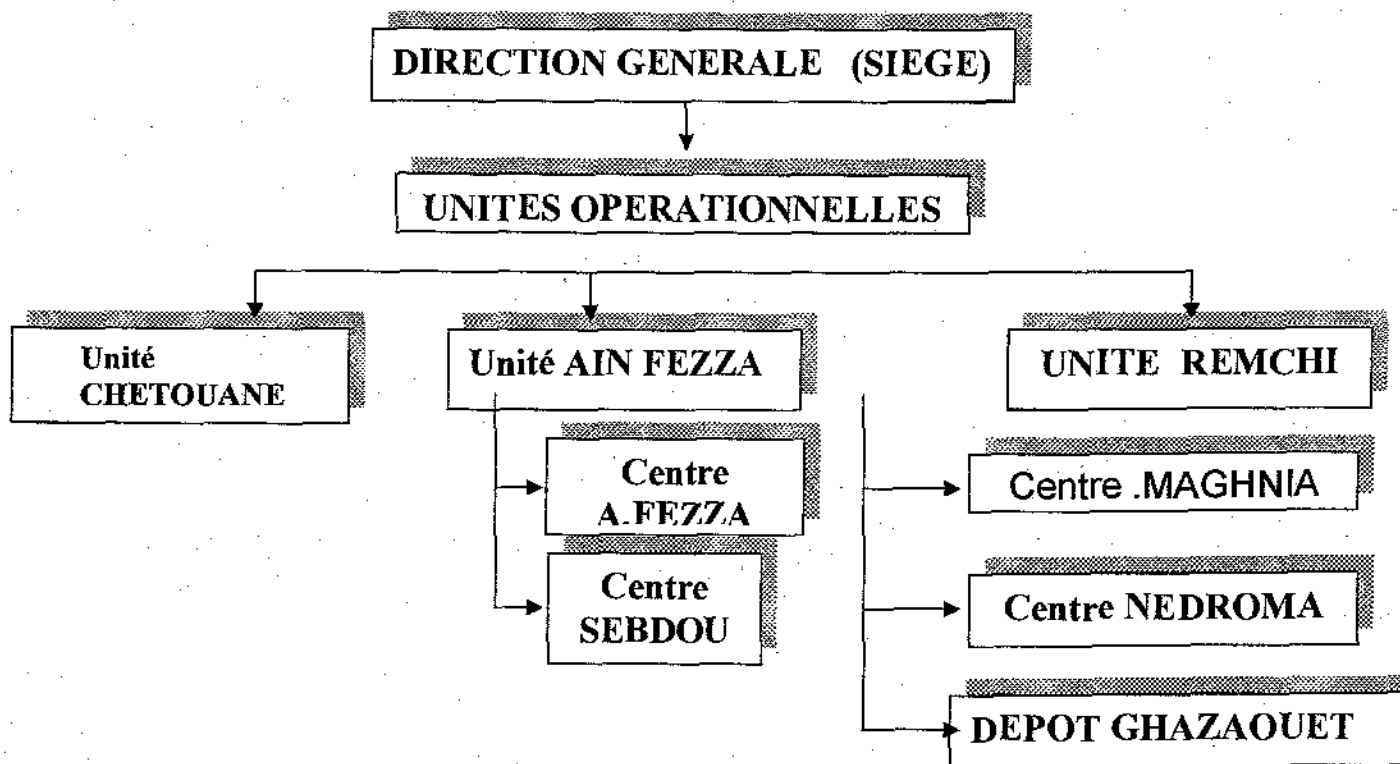 DIRECTION GENERALE (SIEGE)
UNITES OPERATIONNELLES
Unité
CHETOUANE
Unité AIN FEZZA
UNITE REMCHI
Centre
A.FEZZA
Centre
SEBDOU
Centre .MAGHNIA
Centre NEDROMA
DEPOT GHAZAOUET